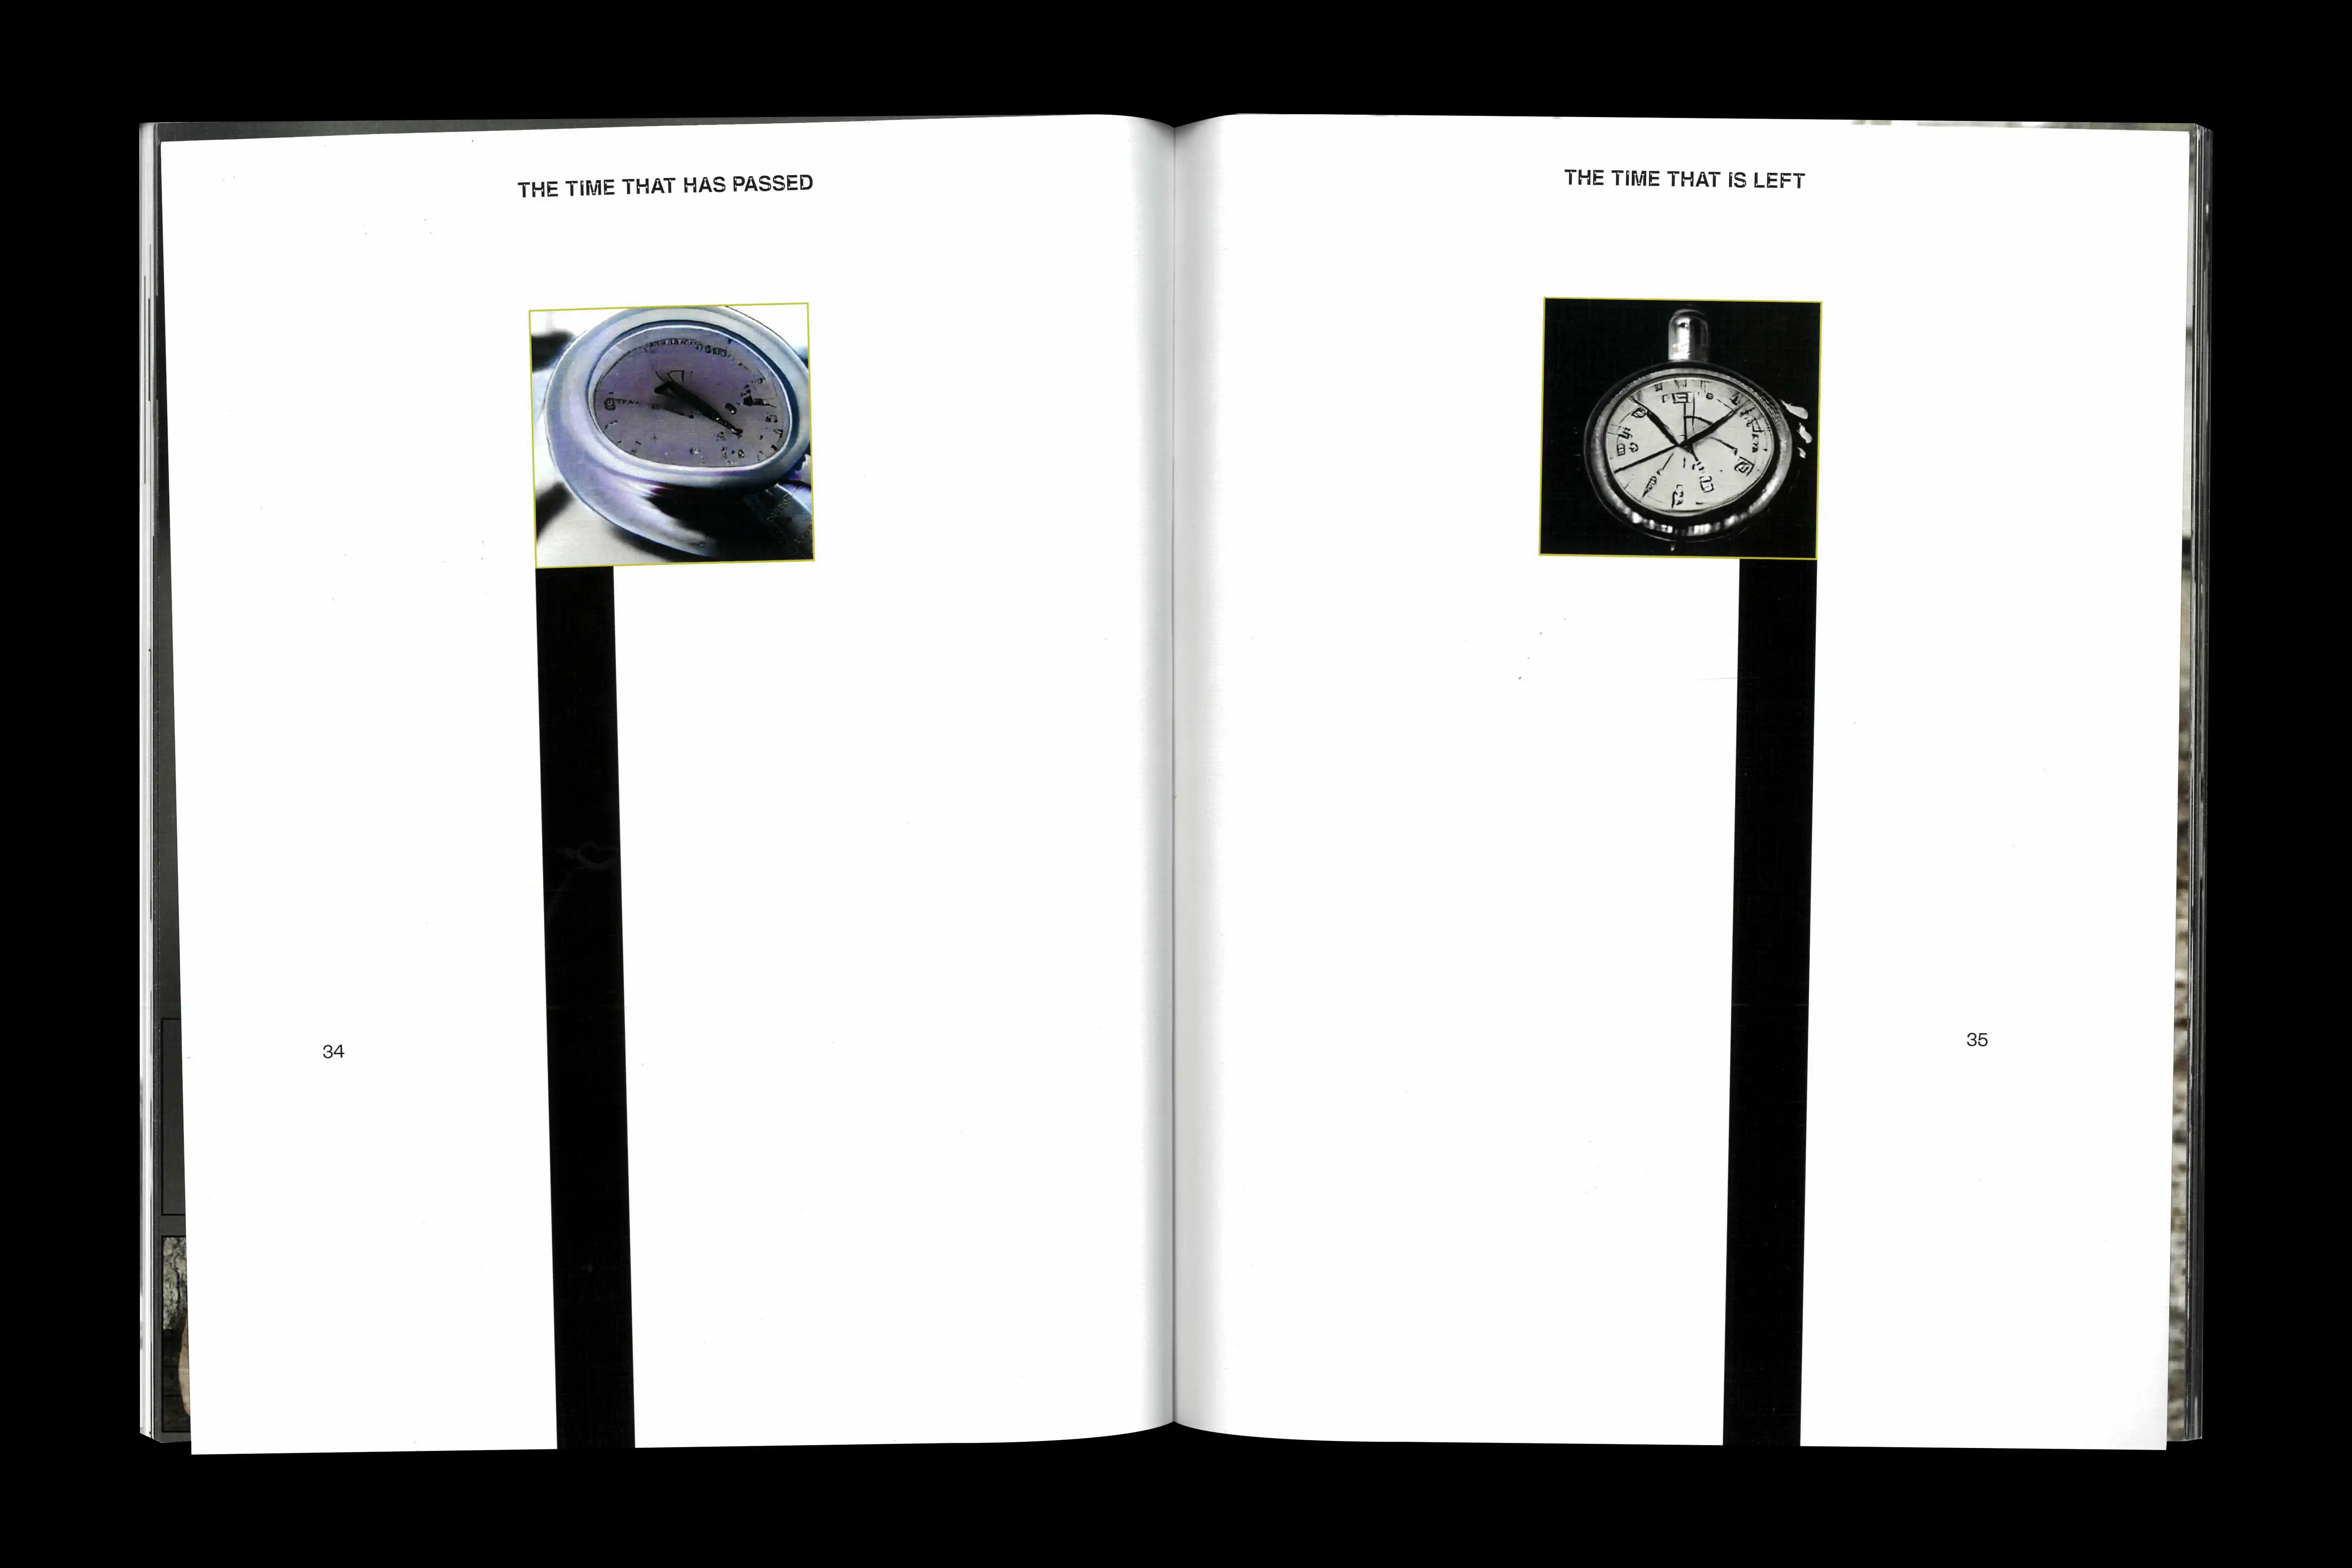 THE TIME THAT HAS PASSED
34
THE TIME THAT IS LEFT
35